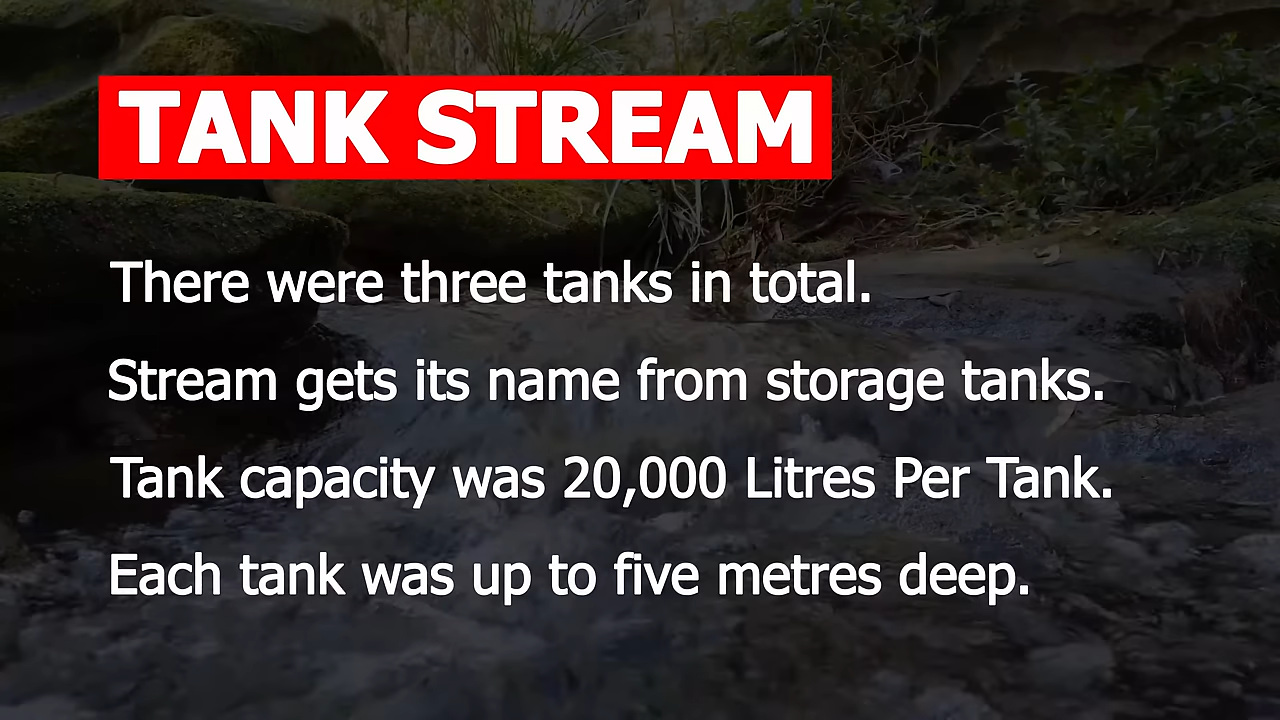 TANK STREAM
There were three tanks in total.
Stream gets its name from storage tanks.
Tank capacity was 20,000 Litres Per Tank.
Each tank was up to five metres deep.